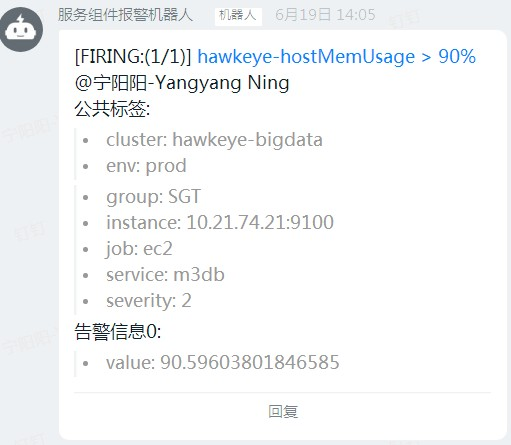 服务组件报警机器人 机器人 6月19日 14:05
[FIRING:(1/1)] hawkeye-hostMemUsage > 90%
@宁阳阳-Yangyang Ning
公共标签:
• cluster: hawkeye-bigdata
• env: prod
• group: SGT
• instance: 10.21.74.21:9100
• job: ec2
• service: m3db
• severity: 2
告警信息0:
• value: 90.59603801846585
回复